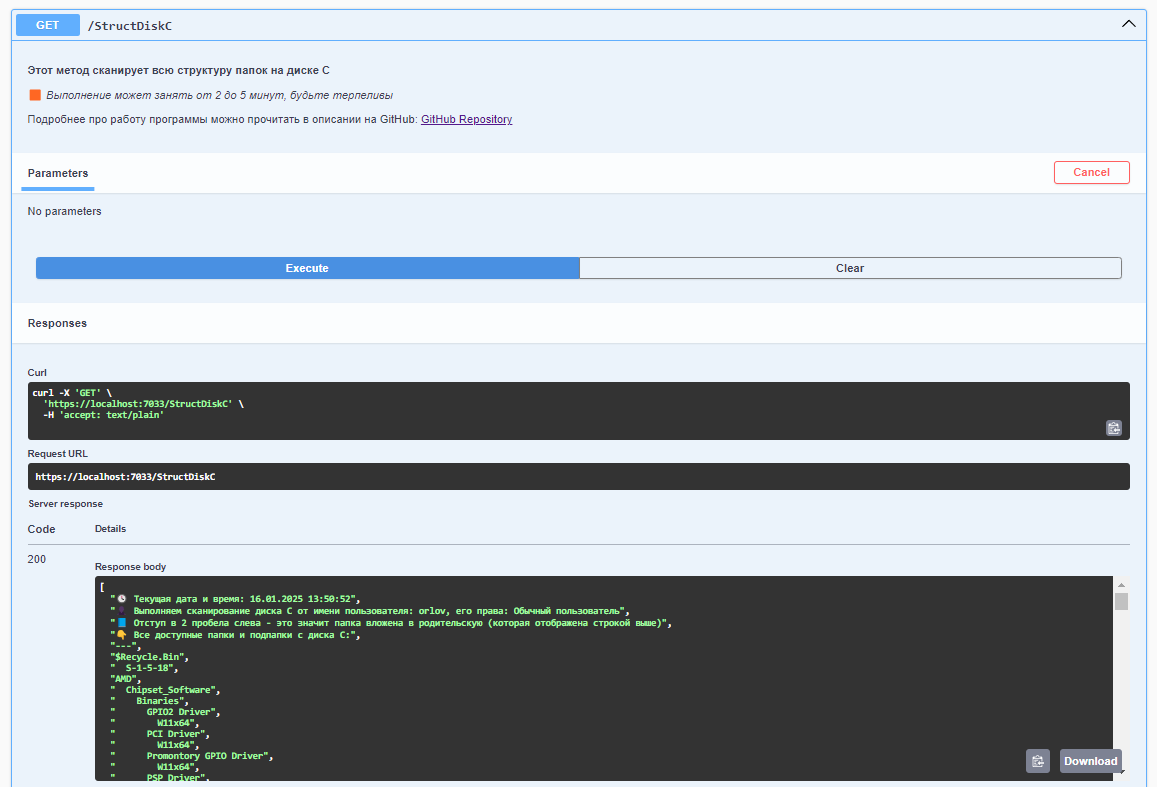 GET /StructDiskC
Этот метод сканирует всю структуру папок на диске C
Выполнение может занять от 2 до 5 минут, будьте терпеливы
Подробнее про работу программы можно прочитать в описании на GitHub: GitHub Repository
Parameters
Cancel
No parameters
Execute
Clear
Responses
Curl
curl -X 'GET' \
  'https://localhost:7033/StructDiskC' \
  -H 'accept: text/plain'
Request URL
https://localhost:7033/StructDiskC
Server response
Code Details
200
Response body
[
  "🕒 Текущая дата и время: 16.01.2025 13:50:52",
  "👤 Выполняем сканирование диска C от имени пользователя: orlov, его права: Обычный пользователь",
  "📘 Отступ в 2 пробела слева - это значит папка вложена в родительскую (которая отображена строкой выше)",
  "👇 Все доступные папки и подпапки с диска C:",
  "---",
  "$Recycle.Bin",
  "  S-1-5-18",
  "AMD",
  "  Chipset_Software",
  "    Binaries",
  "      GPIO2 Driver",
  "        W11x64",
  "      PCI Driver",
  "        W11x64",
  "      Promontory GPIO Driver",
  "        W11x64",
  "      PSP Driver",
Download